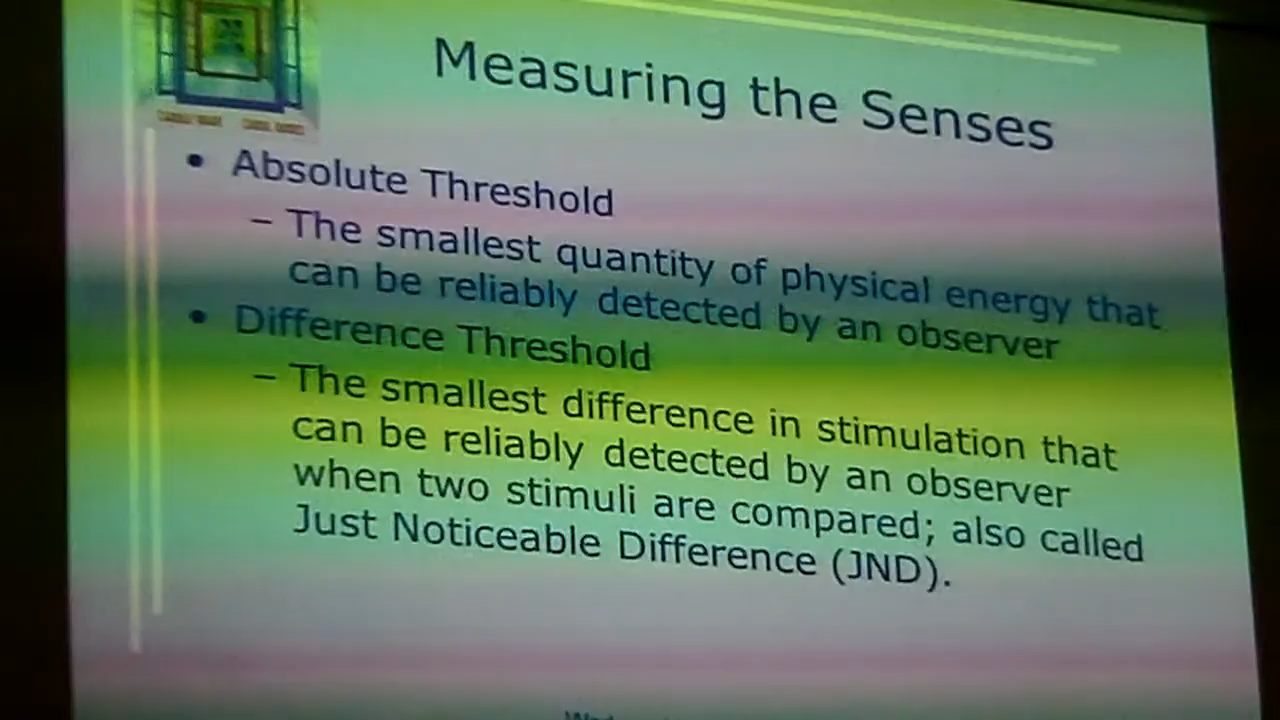 Measuring the Senses
• Absolute Threshold
– The smallest quantity of physical energy that
can be reliably detected by an observer
• Difference Threshold
– The smallest difference in stimulation that
can be reliably detected by an observer
when two stimuli are compared; also called
Just Noticeable Difference (JND).